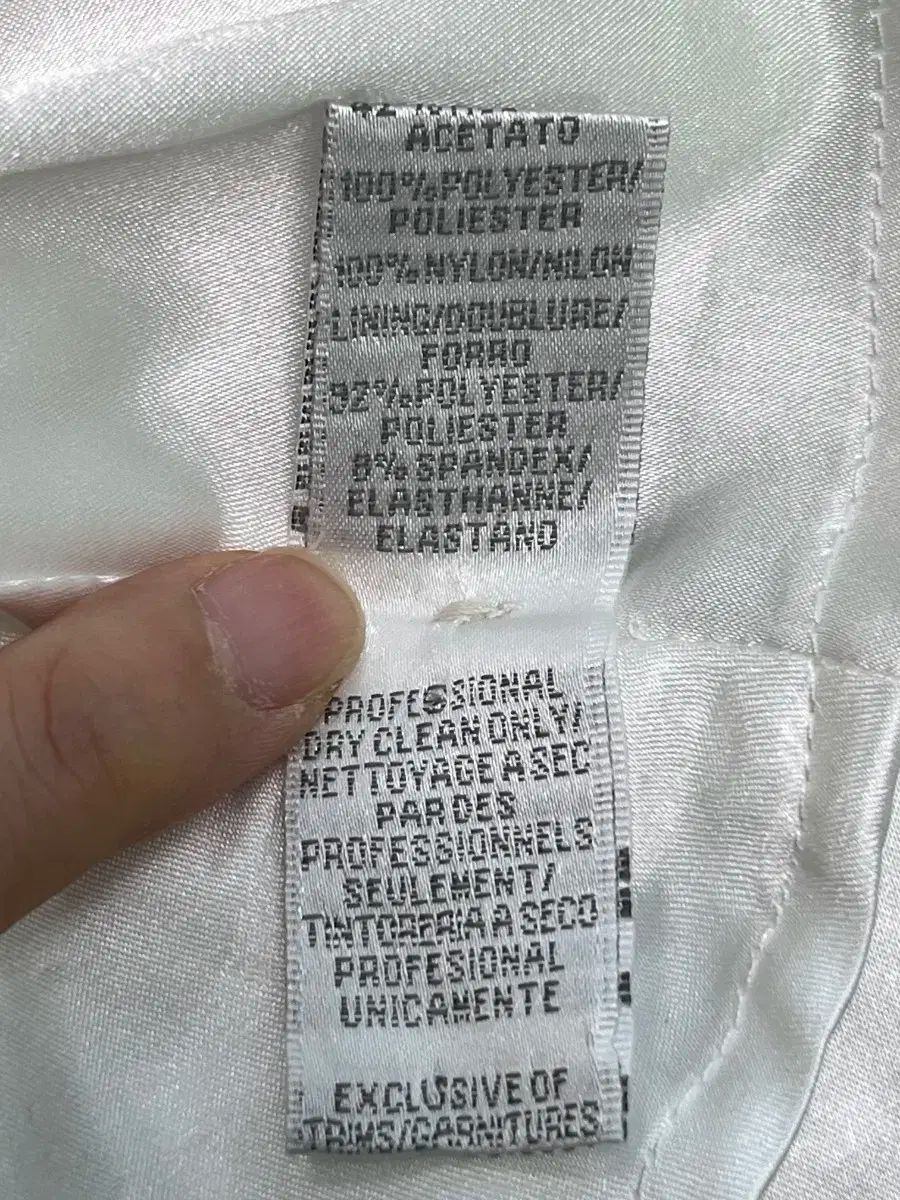 ACETATO
100%POLYESTER/
POLIESTER
100%NYLON/NILON
LINING/DOUBLURE/
FORRO
92%POLYESTER/
POLIESTER
8%SPANDEX/
ELASTHANNE/
ELASTANO
PROFESSIONAL
DRY CLEAN ONLY/
NETTOYAGE A SEC
PAR DES
PROFESSIONNELS
SEULEMENT/
TINTORERIA A SECO
PROFESIONAL
UNICAMENTE
EXCLUSIVE OF
TRIMS/GARNITURES